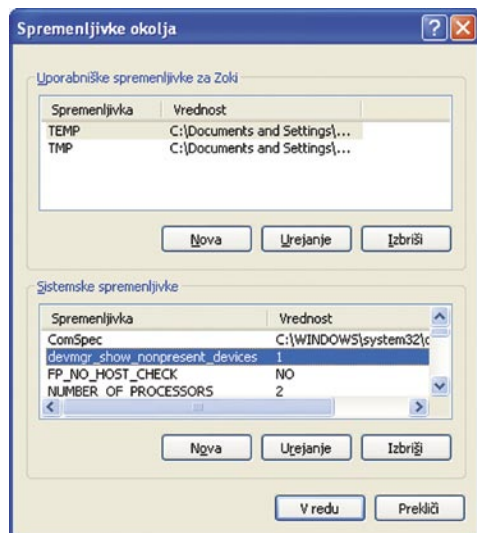 Spremenljivke okolja
Uporabniške spremenljivke za Zoki
Spremenljivka Vrednost
TEMP C:\Documents and Settings\...
TMP C:\Documents and Settings\...
Nova Urejanje Izbriši
Sistemske spremenljivke
Spremenljivka Vrednost
ComSpec C:\WINDOWS\system32\c
devmgr_show_nonpresent_devices 1
FP_NO_HOST_CHECK NO
NUMBER_OF_PROCESSORS 2
Nova Urejanje Izbriši
V redu Prekliči